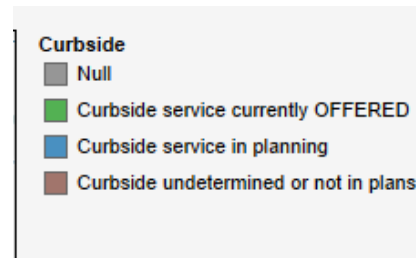 Curbside
Null
Curbside service currently OFFERED
Curbside service in planning
Curbside undetermined or not in plans